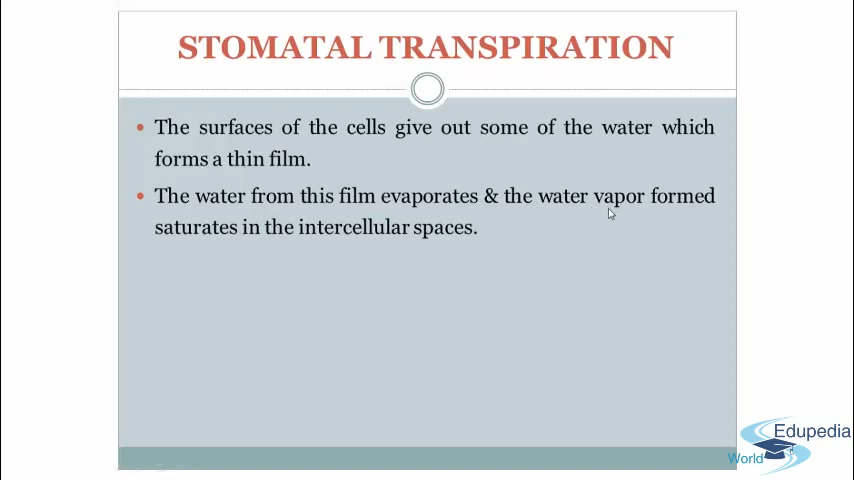 STOMATAL TRANSPIRATION
• The surfaces of the cells give out some of the water which
forms a thin film.
• The water from this film evaporates & the water vapor formed
saturates in the intercellular spaces.
Edupedia
World